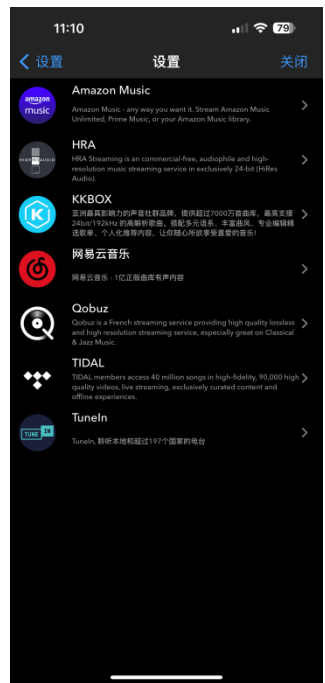 11:10
79
设置
设置
关闭
amazon
music
Amazon Music
Amazon Music - any way you want it. Stream Amazon Music
Unlimited, Prime Music, or your Amazon Music library.
HIGHRESAUDIO
HRA
HRA Streaming is an commercial-free, audiophile and high-
resolution music streaming service in exclusively 24-bit (HiRes
Audio).
KKBOX
亚洲最具影响力的声音社群品牌，提供超过7000万首曲库，最高支援
24bit/192kHz 的高解析歌曲。搭配多元语系、丰富曲风、专业编辑精
选歌单、个人化推荐内容，让你随心所欲享受喜爱的音乐!
网易云音乐
网易云音乐 - 1亿正版曲库有声内容
Qobuz
Qobuz is a French streaming service providing high quality lossless
and high resolution streaming service, especially great on Classical
& Jazz Music.
TIDAL
TIDAL members access 40 million songs in high-fidelity, 90,000 high
quality videos, live streaming, exclusively curated content and
offline experiences.
TUNE IN
TuneIn
TuneIn, 聆听本地和超过197个国家的电台